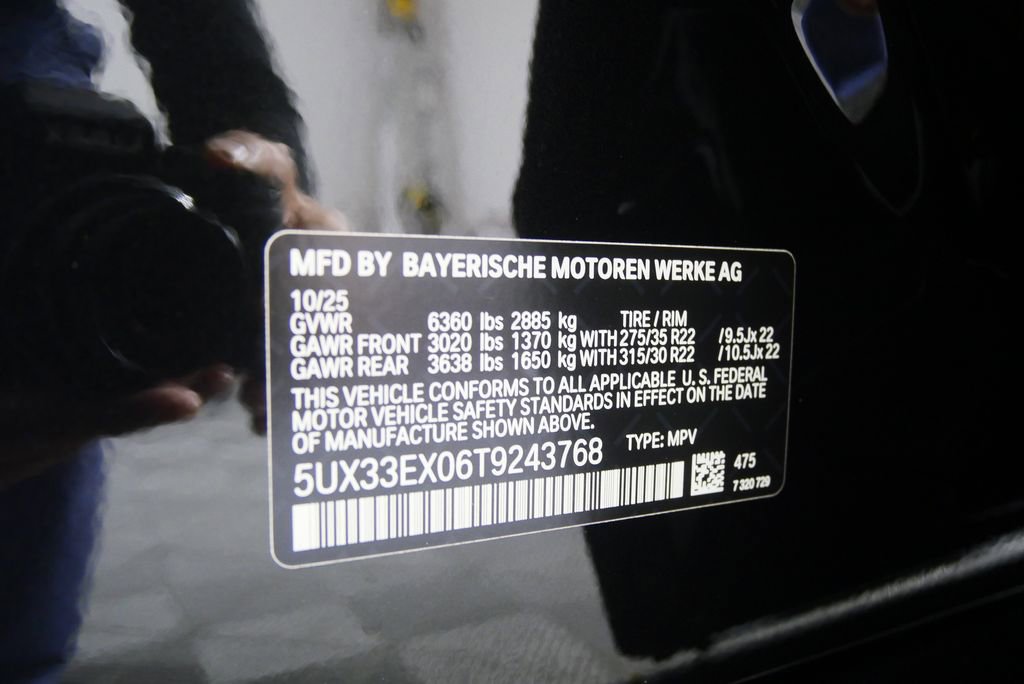 MFD BY BAYERISCHE MOTOREN WERKE AG
10/25
GVWR 6360 lbs 2885 kg TIRE / RIM
GAWR FRONT 3020 lbs 1370 kg WITH 275/35 R22 /9.5Jx 22
GAWR REAR 3638 lbs 1650 kg WITH 315/30 R22 /10.5Jx 22
THIS VEHICLE CONFORMS TO ALL APPLICABLE U. S. FEDERAL
MOTOR VEHICLE SAFETY STANDARDS IN EFFECT ON THE DATE
OF MANUFACTURE SHOWN ABOVE.
5UX33EX06T9243768 TYPE: MPV
475
7 320 729